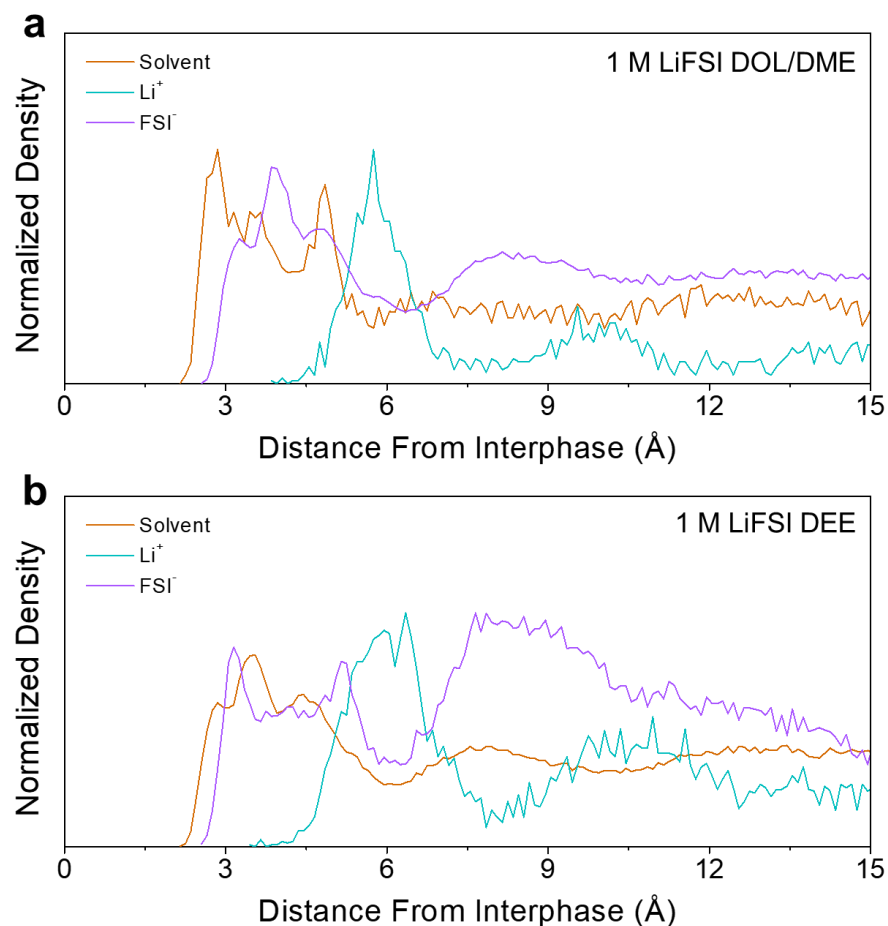 a
1 M LiFSI DOL/DME
Solvent
Li⁺
FSI⁻
Normalized Density
0 3 6 9 12 15
Distance From Interphase (Å)
b
1 M LiFSI DEE
Solvent
Li⁺
FSI⁻
Normalized Density
0 3 6 9 12 15
Distance From Interphase (Å)